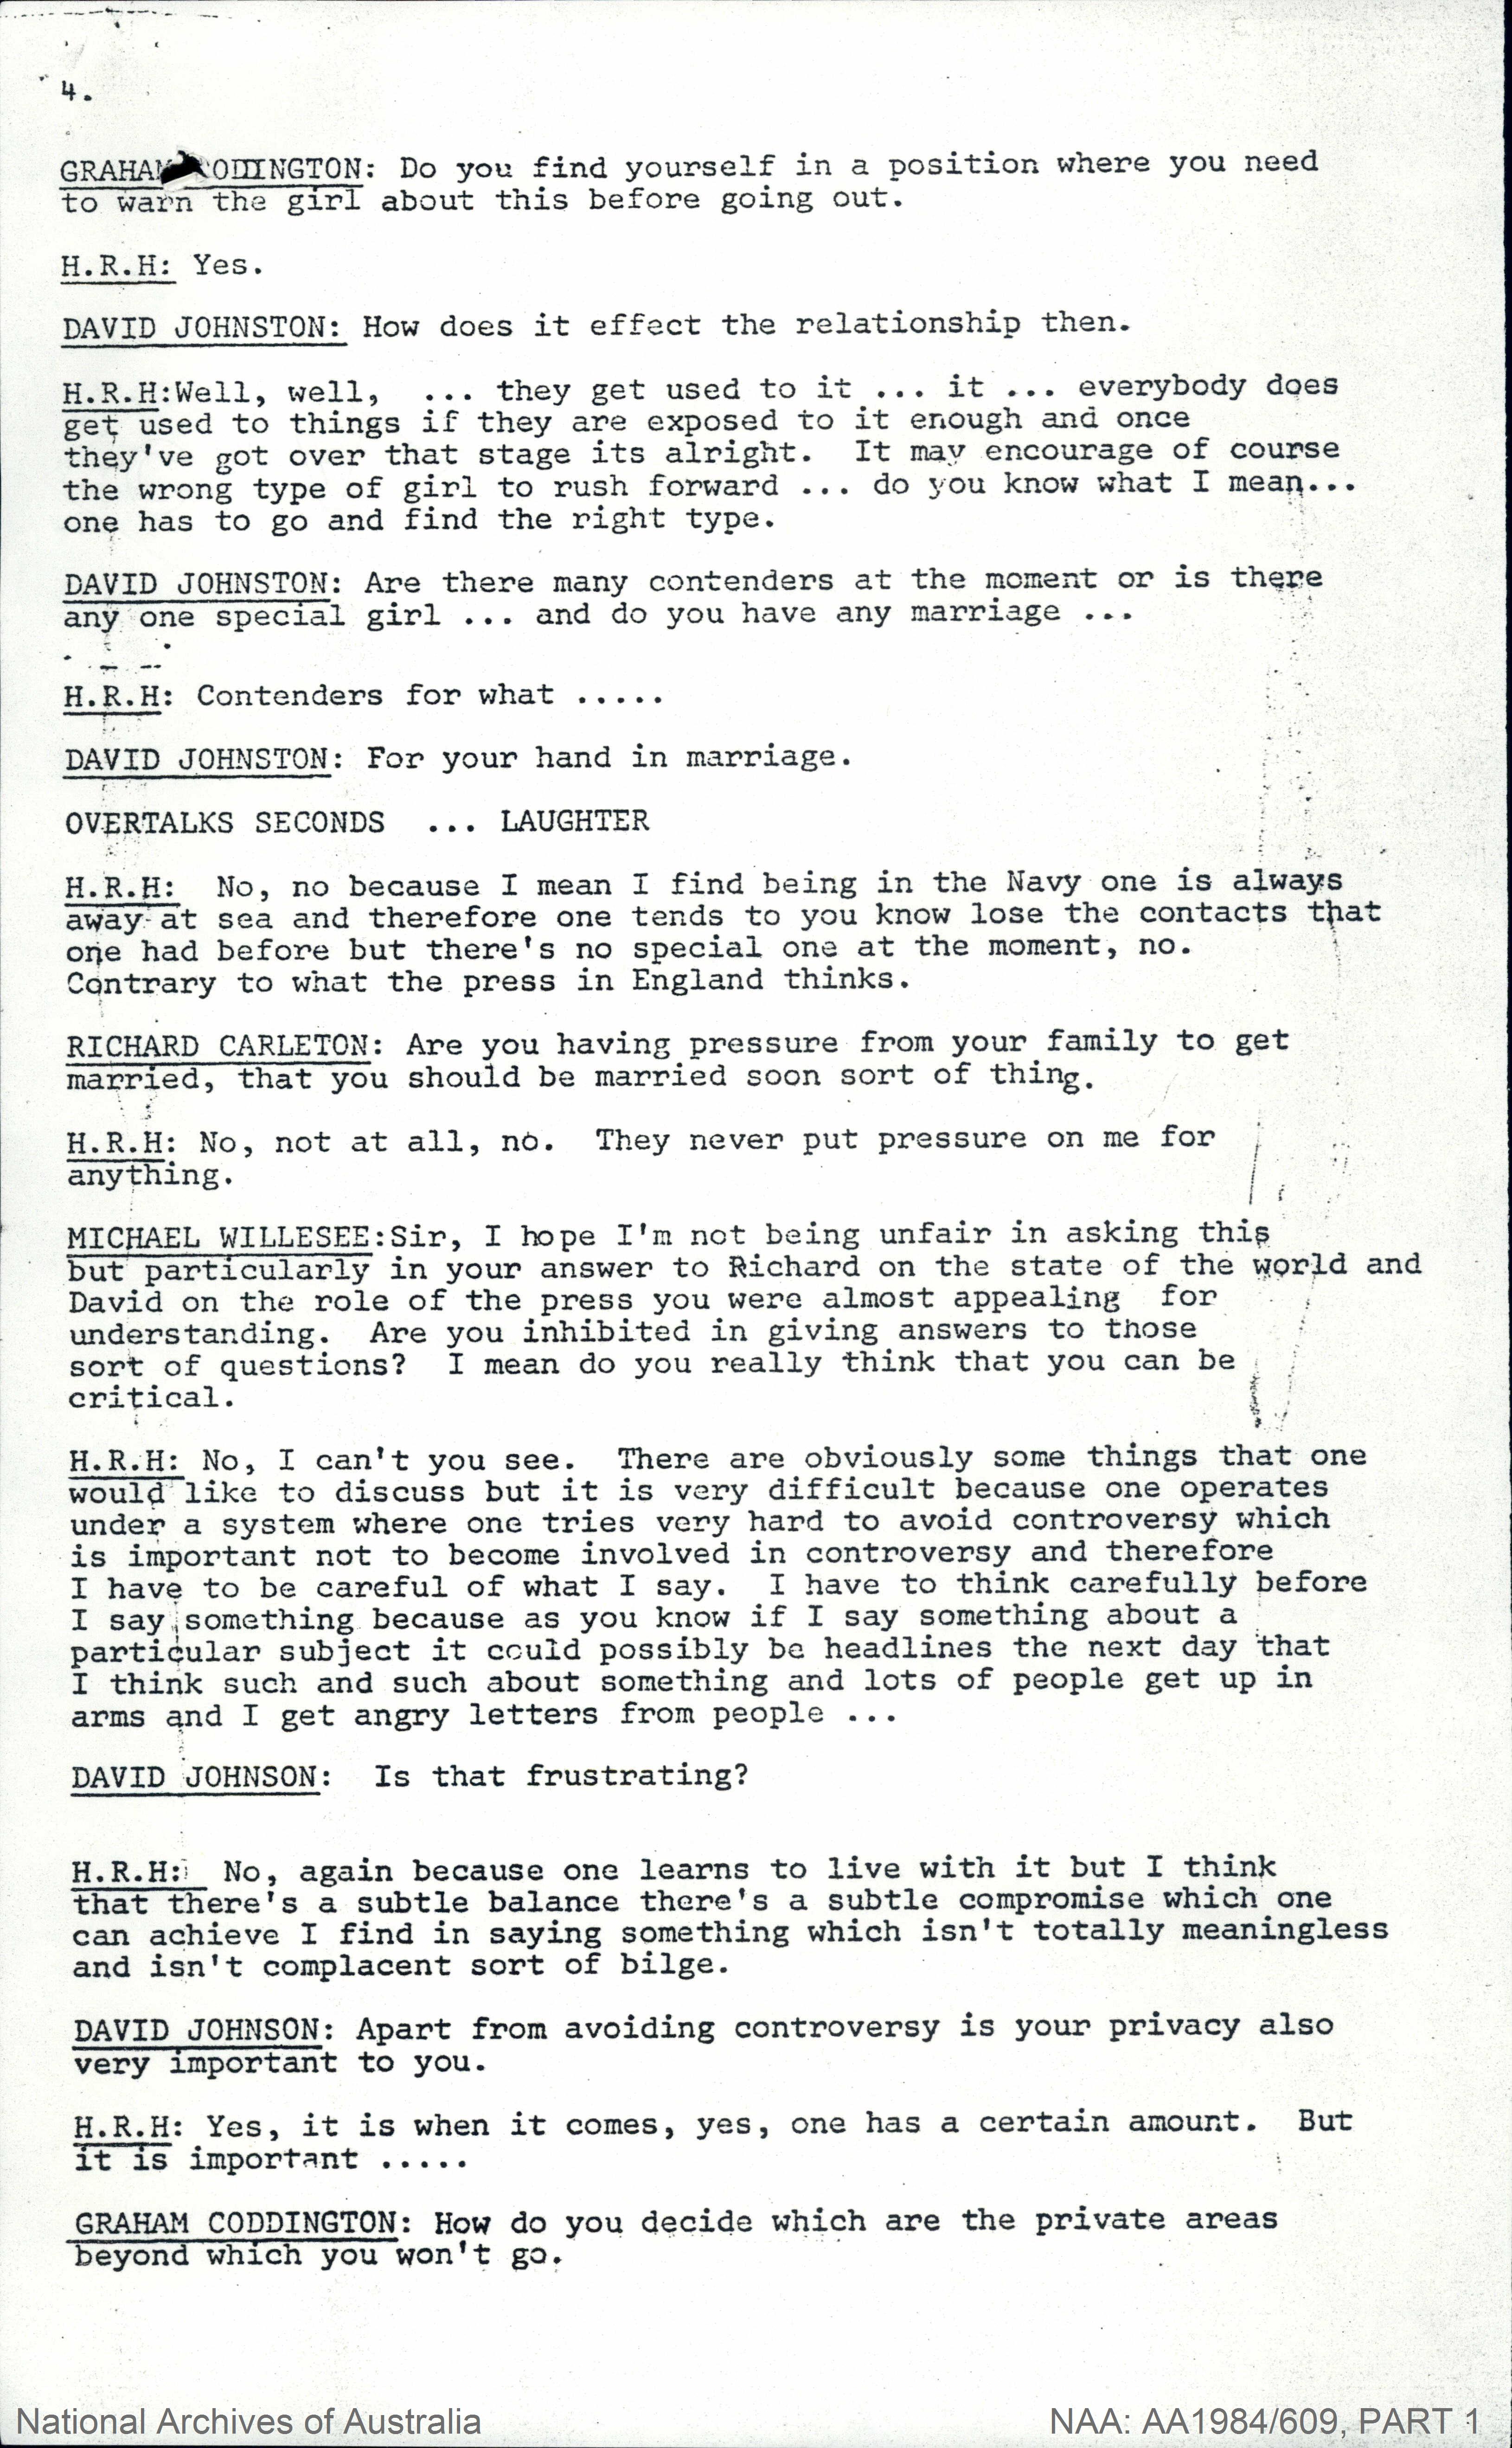 4.
GRAHAM CODDINGTON: Do you find yourself in a position where you need
to warn the girl about this before going out.
H.R.H: Yes.
DAVID JOHNSTON: How does it effect the relationship then.
H.R.H:Well, well, ... they get used to it ... it ... everybody does
get used to things if they are exposed to it enough and once
they've got over that stage its alright. It may encourage of course
the wrong type of girl to rush forward ... do you know what I mean...
one has to go and find the right type.
DAVID JOHNSTON: Are there many contenders at the moment or is there
any one special girl ... and do you have any marriage ...
H.R.H: Contenders for what .....
DAVID JOHNSTON: For your hand in marriage.
OVERTALKS SECONDS ... LAUGHTER
H.R.H: No, no because I mean I find being in the Navy one is always
away at sea and therefore one tends to you know lose the contacts that
one had before but there's no special one at the moment, no.
Contrary to what the press in England thinks.
RICHARD CARLETON: Are you having pressure from your family to get
married, that you should be married soon sort of thing.
H.R.H: No, not at all, no. They never put pressure on me for
anything.
MICHAEL WILLESEE:Sir, I hope I'm not being unfair in asking this
but particularly in your answer to Richard on the state of the world and
David on the role of the press you were almost appealing for
understanding. Are you inhibited in giving answers to those
sort of questions? I mean do you really think that you can be
critical.
H.R.H: No, I can't you see. There are obviously some things that one
would like to discuss but it is very difficult because one operates
under a system where one tries very hard to avoid controversy which
is important not to become involved in controversy and therefore
I have to be careful of what I say. I have to think carefully before
I say something because as you know if I say something about a
particular subject it could possibly be headlines the next day that
I think such and such about something and lots of people get up in
arms and I get angry letters from people ...
DAVID JOHNSON: Is that frustrating?
H.R.H: No, again because one learns to live with it but I think
that there's a subtle balance there's a subtle compromise which one
can achieve I find in saying something which isn't totally meaningless
and isn't complacent sort of bilge.
DAVID JOHNSON: Apart from avoiding controversy is your privacy also
very important to you.
H.R.H: Yes, it is when it comes, yes, one has a certain amount. But
it is important .....
GRAHAM CODDINGTON: How do you decide which are the private areas
beyond which you won't go.
National Archives of Australia
NAA: AA1984/609, PART 1